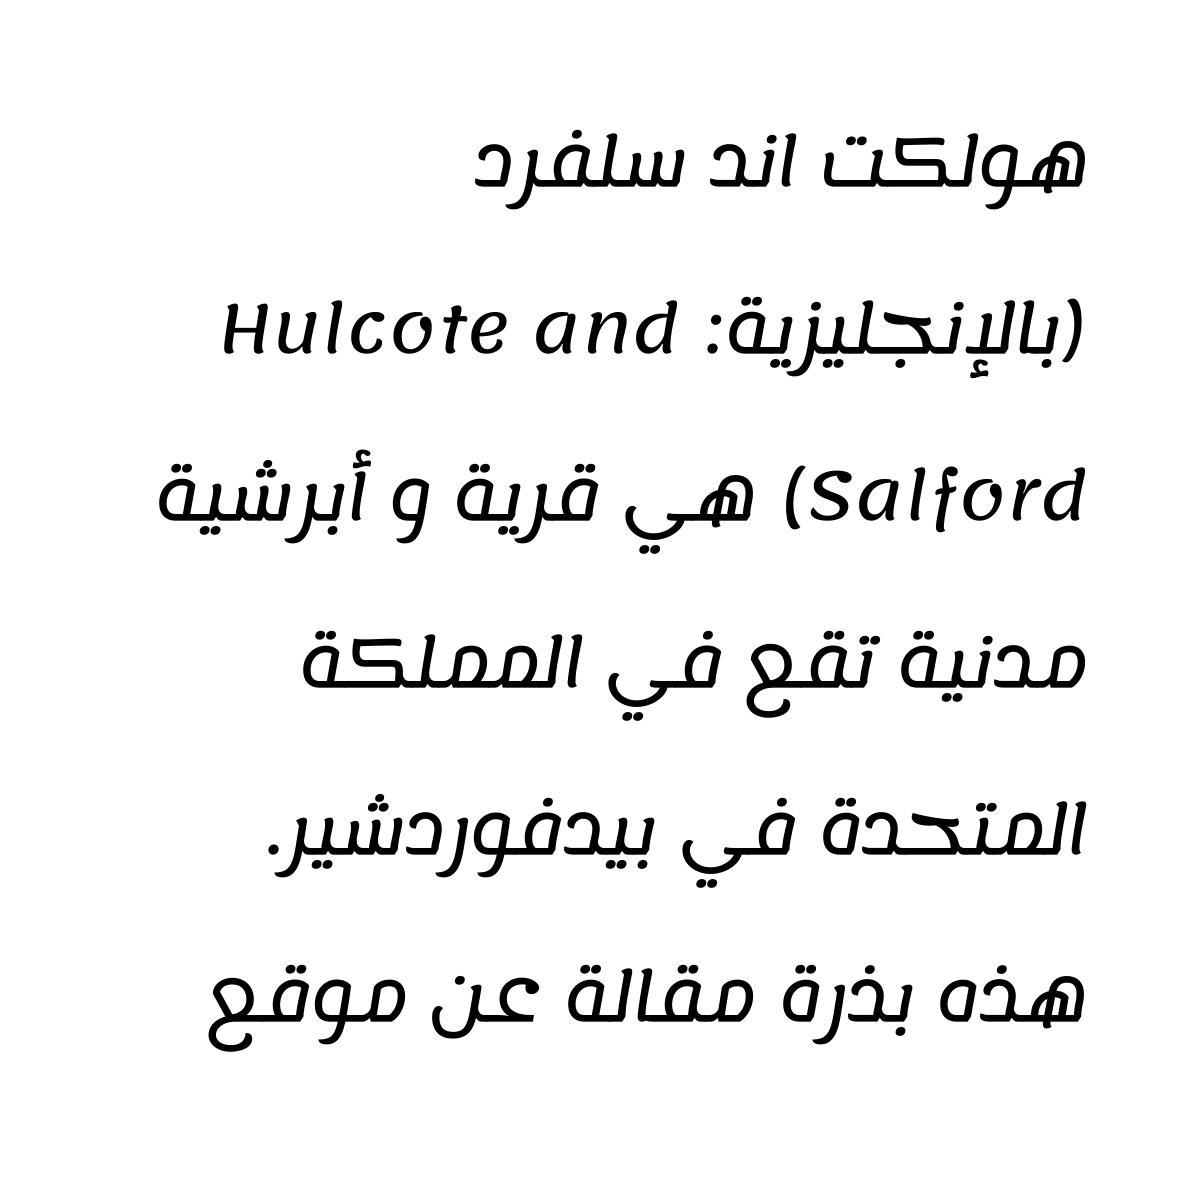 هولكت اند سلفرد
(بالإنجليزية: Hulcote and
Salford) هي قرية و أبرشية
مدنية تقع في المملكة
المتحدة في بيدفوردشير.
هذه بذرة مقالة عن موقع